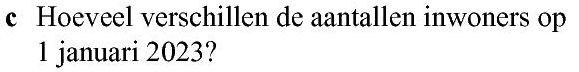 c Hoeveel verschillen de aantallen inwoners op
1 januari 2023?